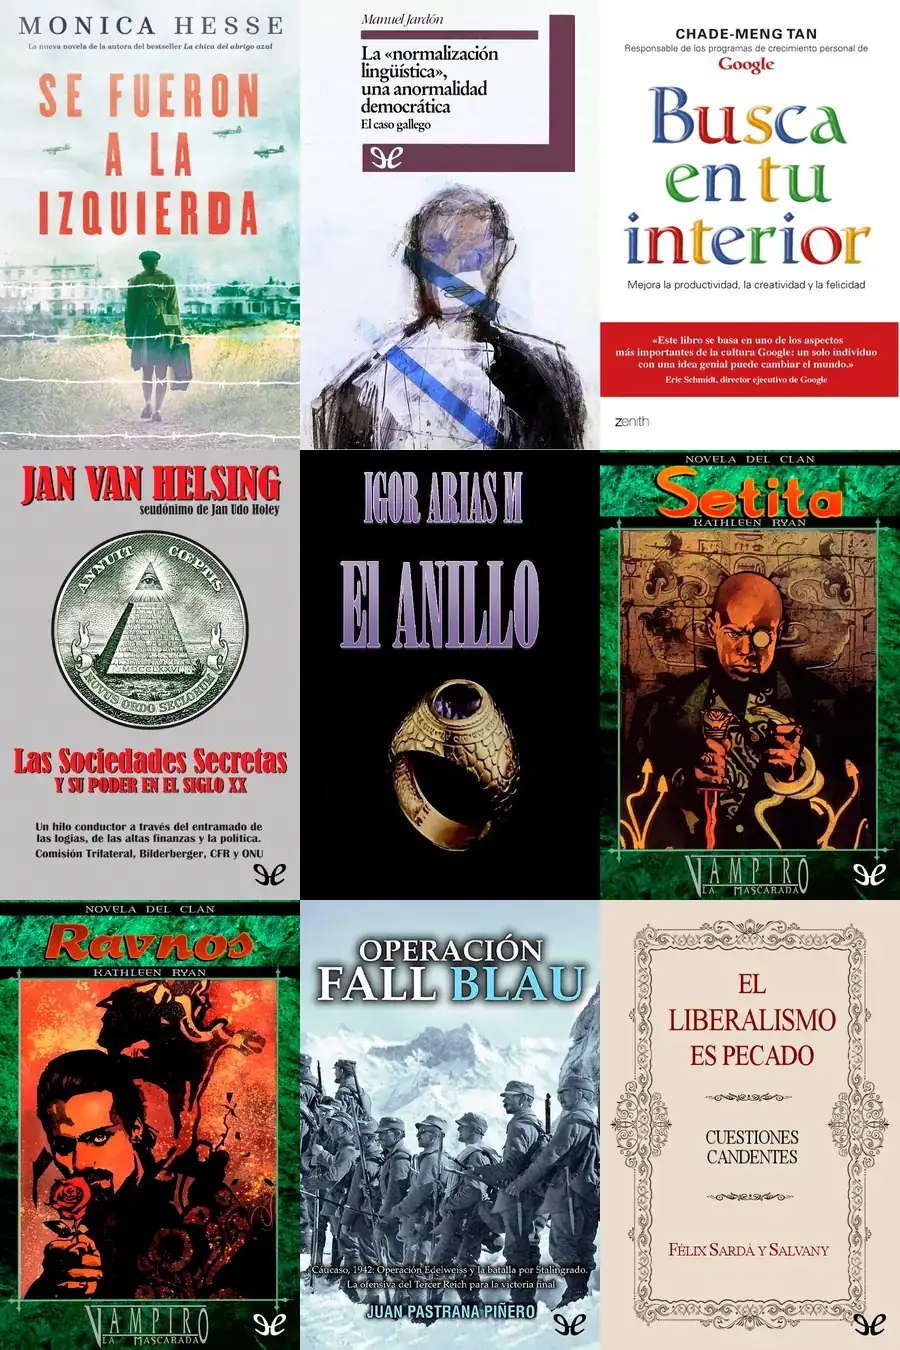 MONICA HESSE
La nueva novela de la autora del bestseller La chica del abrigo azul
SE FUERON
A LA
IZQUIERDA
Manuel Jardón
La «normalización
lingüística»,
una anormalidad
democrática
El caso gallego
CHADE-MENG TAN
Responsable de los programas de crecimiento personal de
Google
Busca
en tu
interior
Mejora la productividad, la creatividad y la felicidad
«Este libro se basa en uno de los aspectos
más importantes de la cultura Google: un solo individuo
con una idea genial puede cambiar el mundo.»
Eric Schmidt, director ejecutivo de Google
zenith
JAN VAN HELSING
seudónimo de Jan Udo Holey
ANNUIT CŒPTIS
MDCCLXXVI
NOVUS ORDO SECLORUM
Las Sociedades Secretas
Y SU PODER EN EL SIGLO XX
Un hilo conductor a través del entramado de
las logias, de las altas finanzas y la política.
Comisión Trilateral, Bilderberger, CFR y ONU
IGOR ARIAS M
El ANILLO
NOVELA DEL CLAN
Setita
KATHLEEN RYAN
VAMPIRO
LA MASCARADA
NOVELA DEL CLAN
Ravnos
KATHLEEN RYAN
VAMPIRO
LA MASCARADA
OPERACIÓN
FALL BLAU
Cáucaso, 1942: Operación Edelweiss y la batalla por Stalingrado.
La ofensiva del Tercer Reich para la victoria final
JUAN PASTRANA PIÑERO
EL
LIBERALISMO
ES PECADO
CUESTIONES
CANDENTES
FÉLIX SARDÁ Y SALVANY